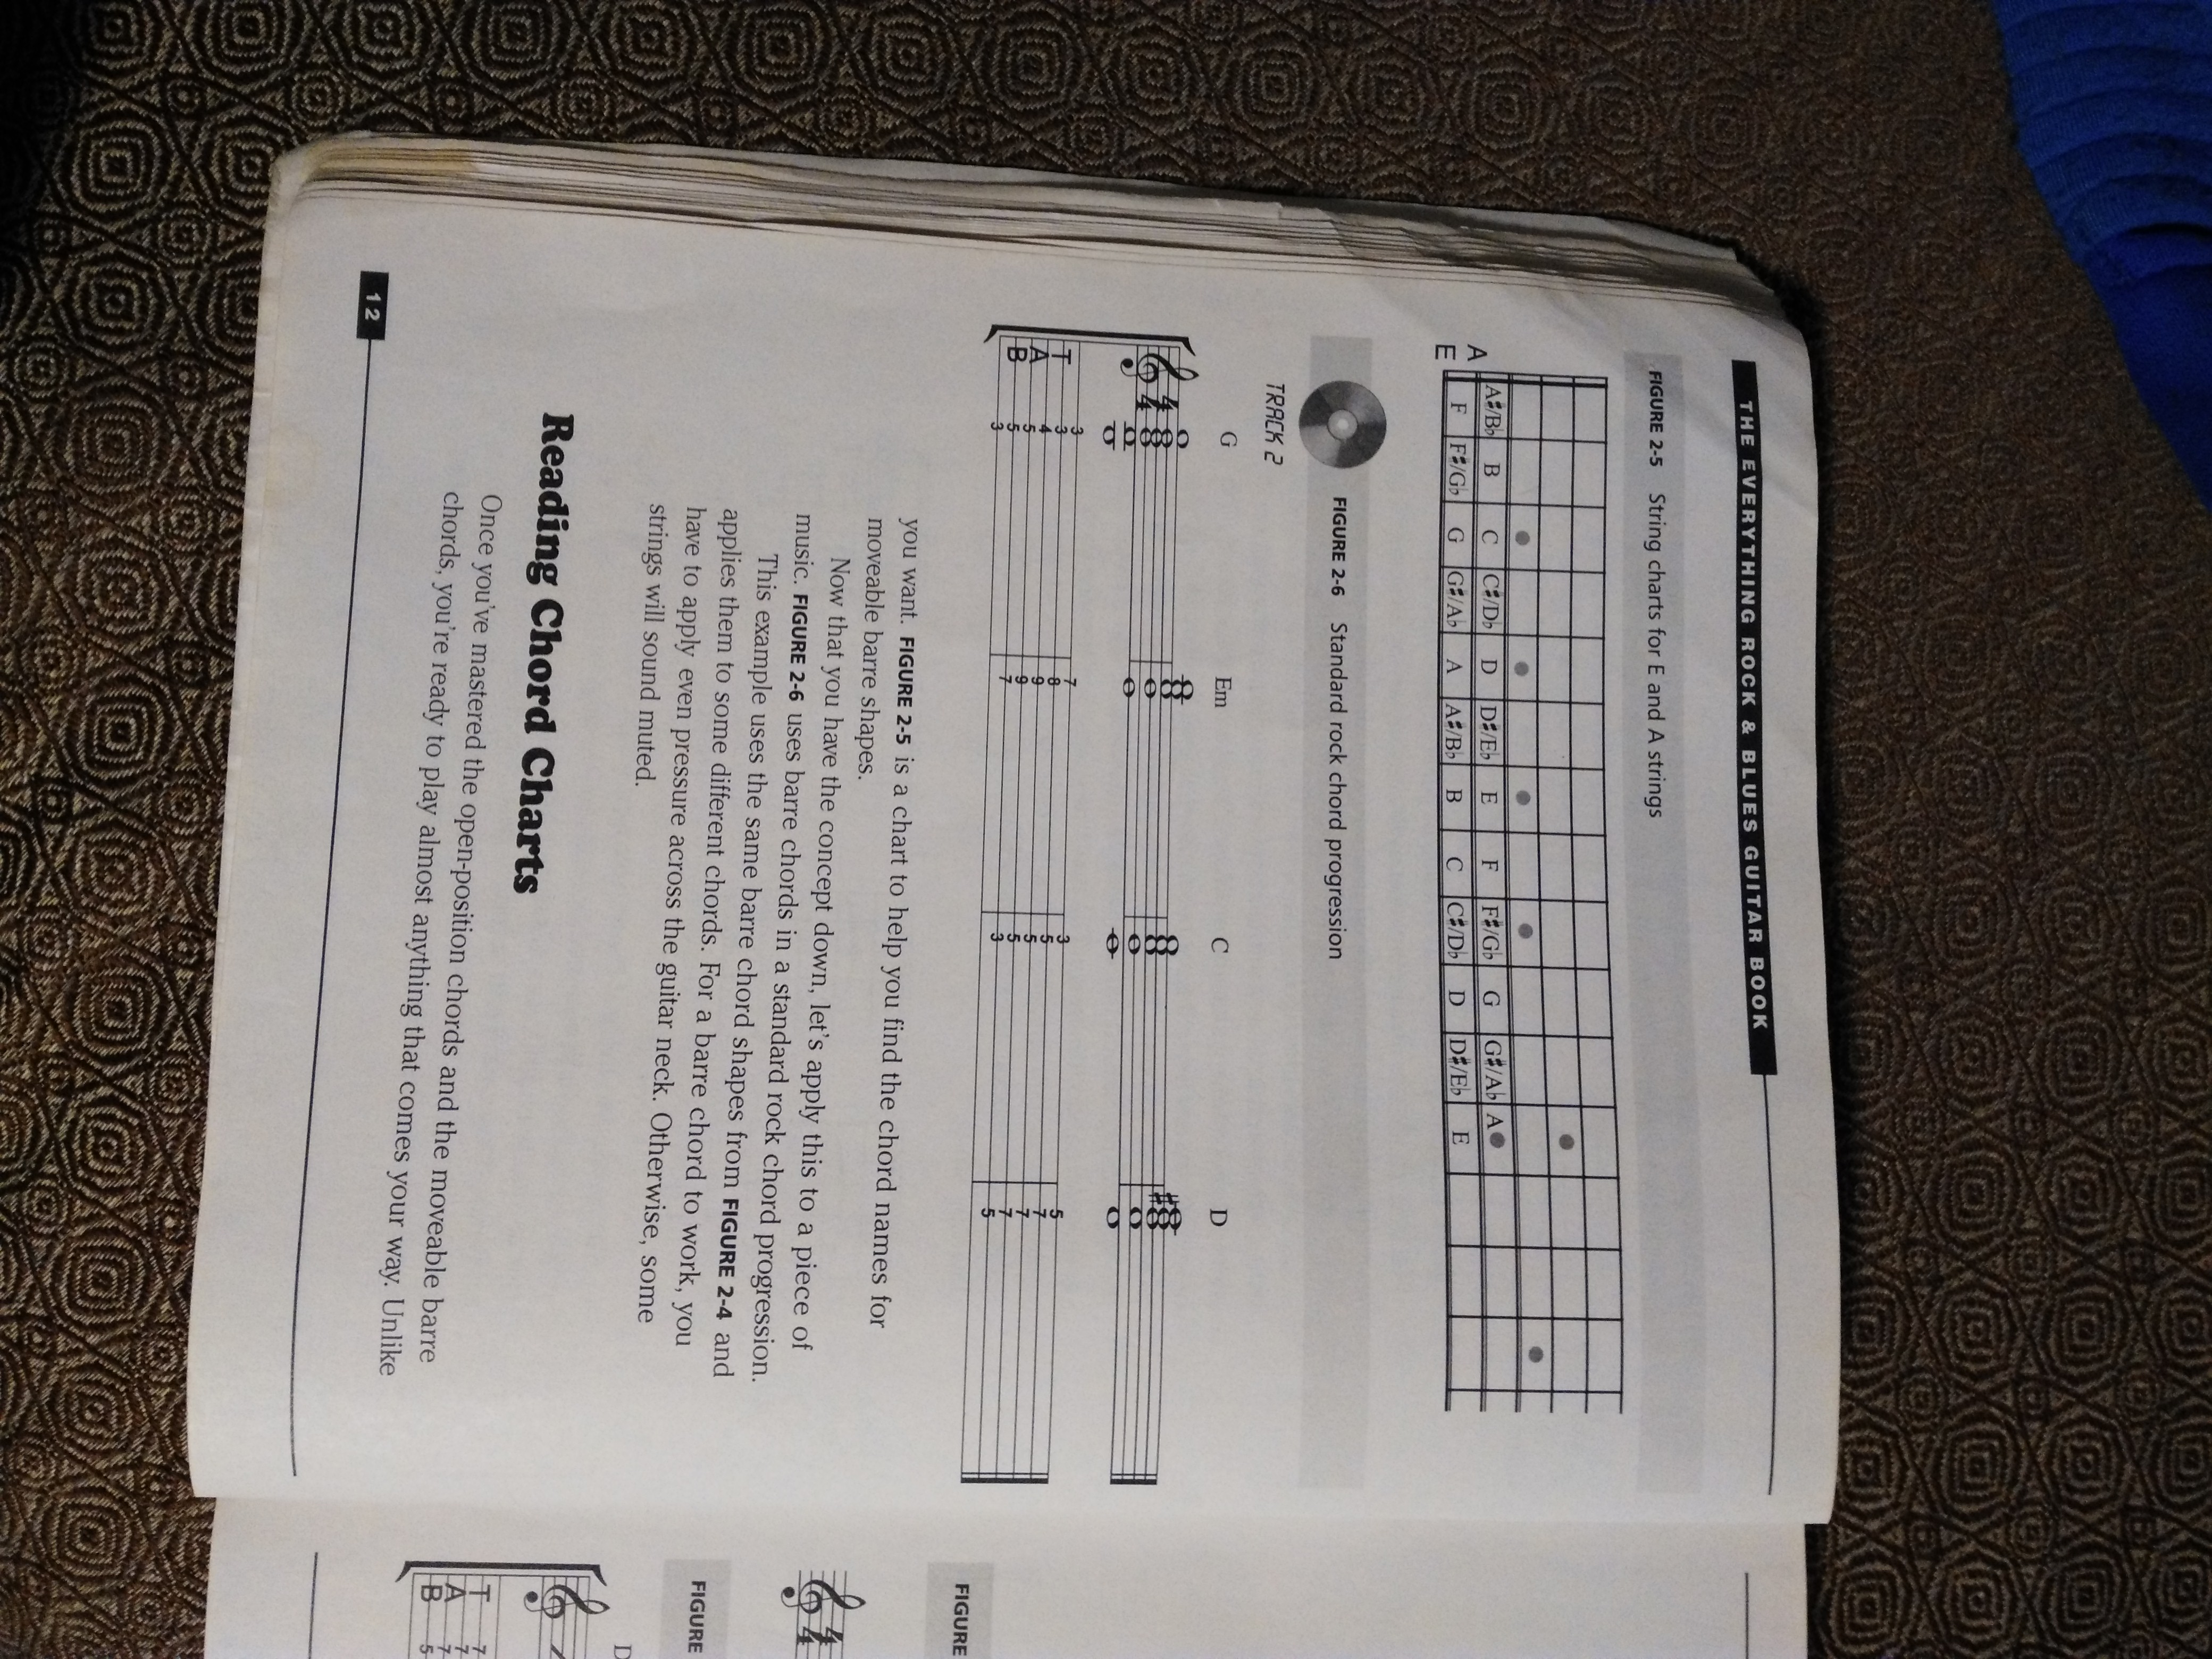 THE EVERYTHING ROCK & BLUES GUITAR BOOK
FIGURE 2-5 String charts for E and A strings
A A♯/B♭ B C C♯/D♭ D D♯/E♭ E F F♯/G♭ G G♯/A♭ A
E F F♯/G♭ G G♯/A♭ A A♯/B♭ B C C♯/D♭ D D♯/E♭ E
FIGURE 2-6 Standard rock chord progression
TRACK 2
G Em C D
4
4
T A B
3 7 3 5
3 8 5 7
4 9 5 7
5 9 5 7
5 7 3 5
3
you want. FIGURE 2-5 is a chart to help you find the chord names for
moveable barre shapes.
Now that you have the concept down, let's apply this to a piece of
music. FIGURE 2-6 uses barre chords in a standard rock chord progression.
This example uses the same barre chord shapes from FIGURE 2-4 and
applies them to some different chords. For a barre chord to work, you
have to apply even pressure across the guitar neck. Otherwise, some
strings will sound muted.
Reading Chord Charts
Once you've mastered the open-position chords and the moveable barre
chords, you're ready to play almost anything that comes your way. Unlike
12
FIGURE
4
4
FIGURE
D
T A B
7
7
7
5